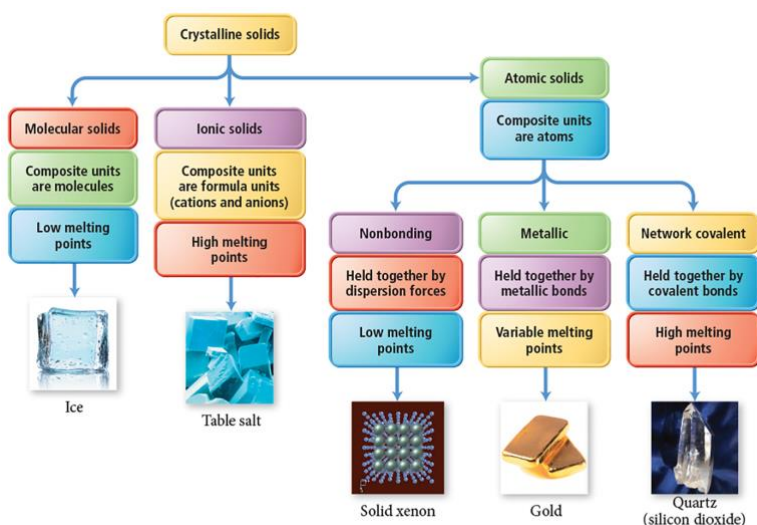 Crystalline solids
Molecular solids
Composite units
are molecules
Low melting
points
Ice
Ionic solids
Composite units
are formula units
(cations and anions)
High melting
points
Table salt
Atomic solids
Composite units
are atoms
Nonbonding
Held together by
dispersion forces
Low melting
points
Solid xenon
Metallic
Held together by
metallic bonds
Variable melting
points
Gold
Network covalent
Held together by
covalent bonds
High melting
points
Quartz
(silicon dioxide)